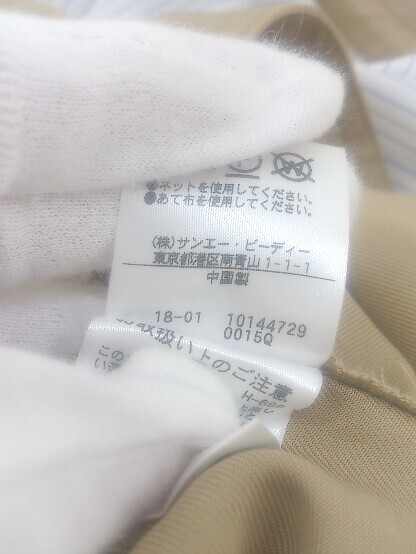 ●ネットを使用してください。
●あて布を使用してください。
(株)サンエー・ビーディー
東京都港区南青山1-1-1
中国製
18-01 10144729
0015Q
お取扱い上のご注意
この